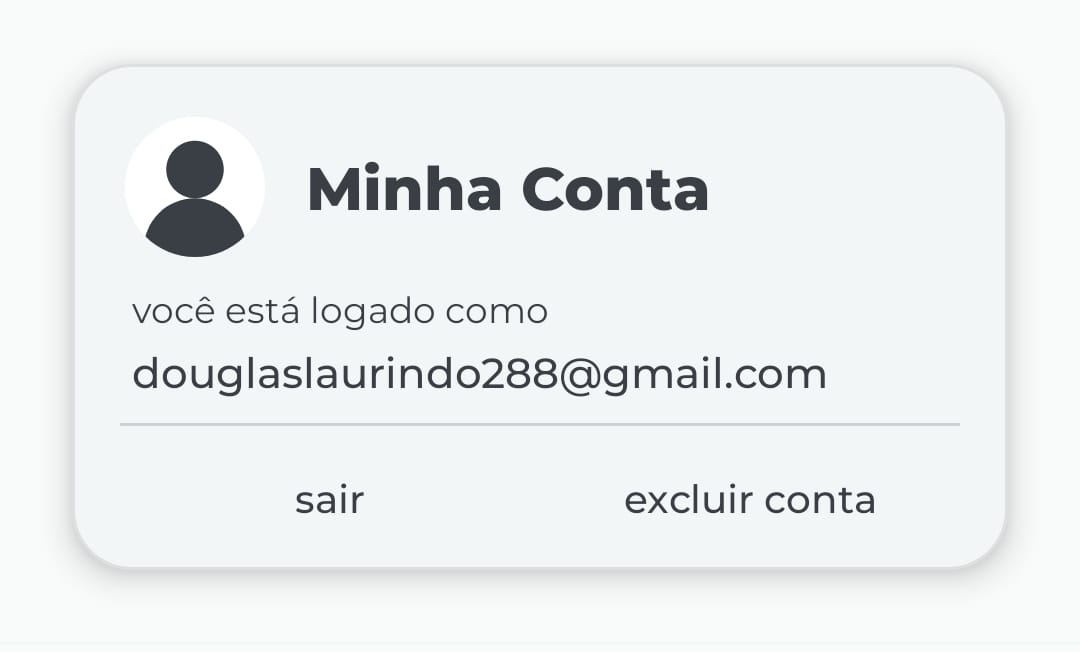 Minha Conta
você está logado como
douglaslaurindo288@gmail.com
sair excluir conta